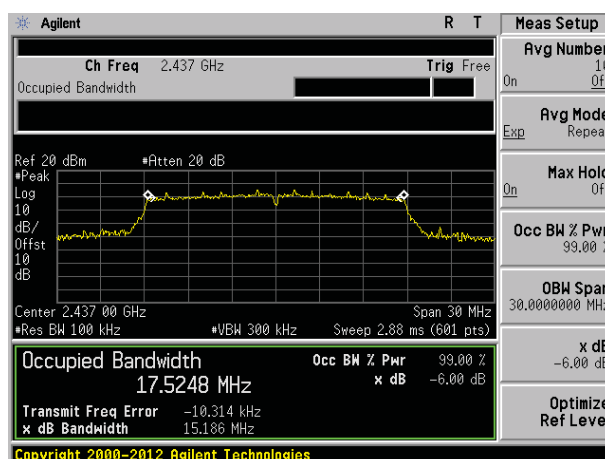 Agilent R T Meas Setup
Ch Freq 2.437 GHz Trig Free
Occupied Bandwidth
Avg Number
On
Avg Mode
Exp
Max Hold
On
Occ BW % Pwr
99.00 %
OBW Span
30.0000000 MHz
x dB
-6.00 dB
Optimize
Ref Level
Ref 20 dBm #Atten 20 dB
#Peak
Log
10
dB/
Offst
10
dB
Center 2.437 00 GHz Span 30 MHz
#Res BW 100 kHz #VBW 300 kHz Sweep 2.88 ms (601 pts)
Occupied Bandwidth Occ BW % Pwr 99.00 %
17.5248 MHz x dB -6.00 dB
Transmit Freq Error -10.314 kHz
x dB Bandwidth 15.186 MHz
Copyright 2000-2012 Agilent Technologies